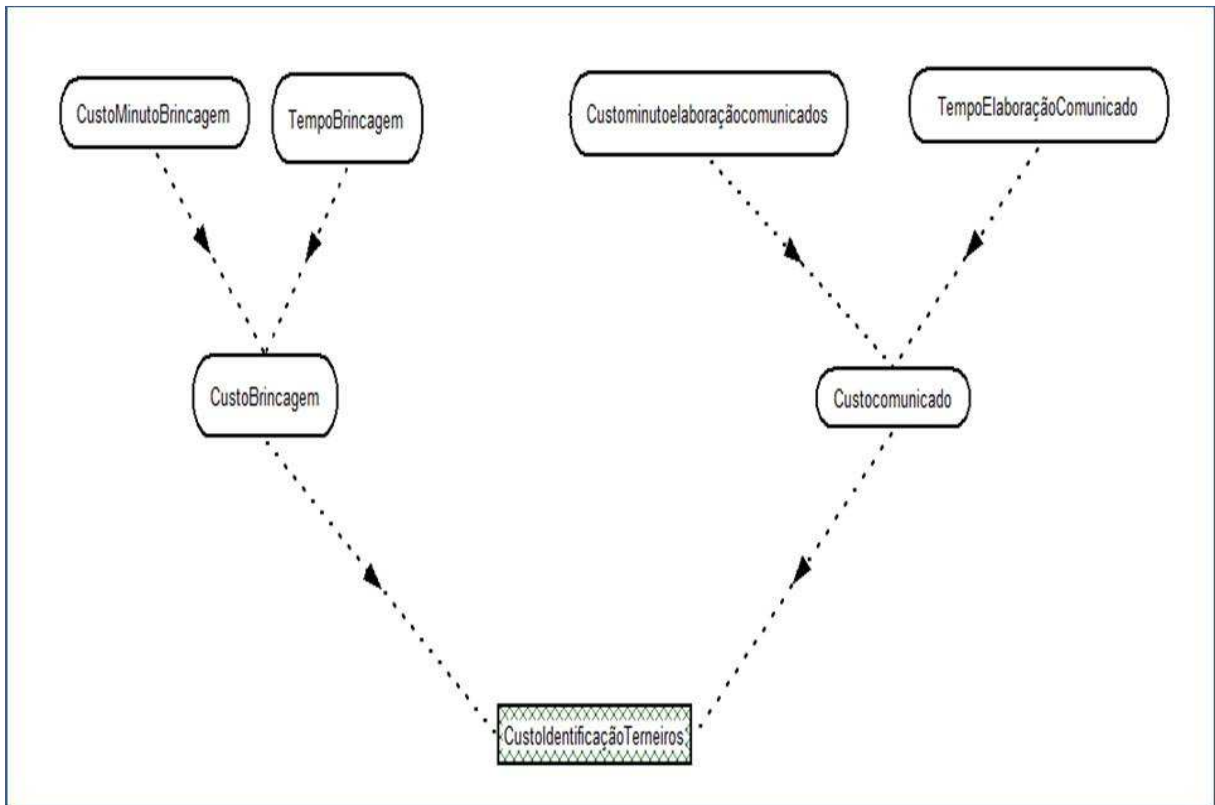 CustoMinutoBrincagem
TempoBrincagem
Custominutoelaboraçãocomunicados
TempoElaboraçãoComunicado
CustoBrincagem
Custocomunicado
CustoIdentificaçãoTerneiros